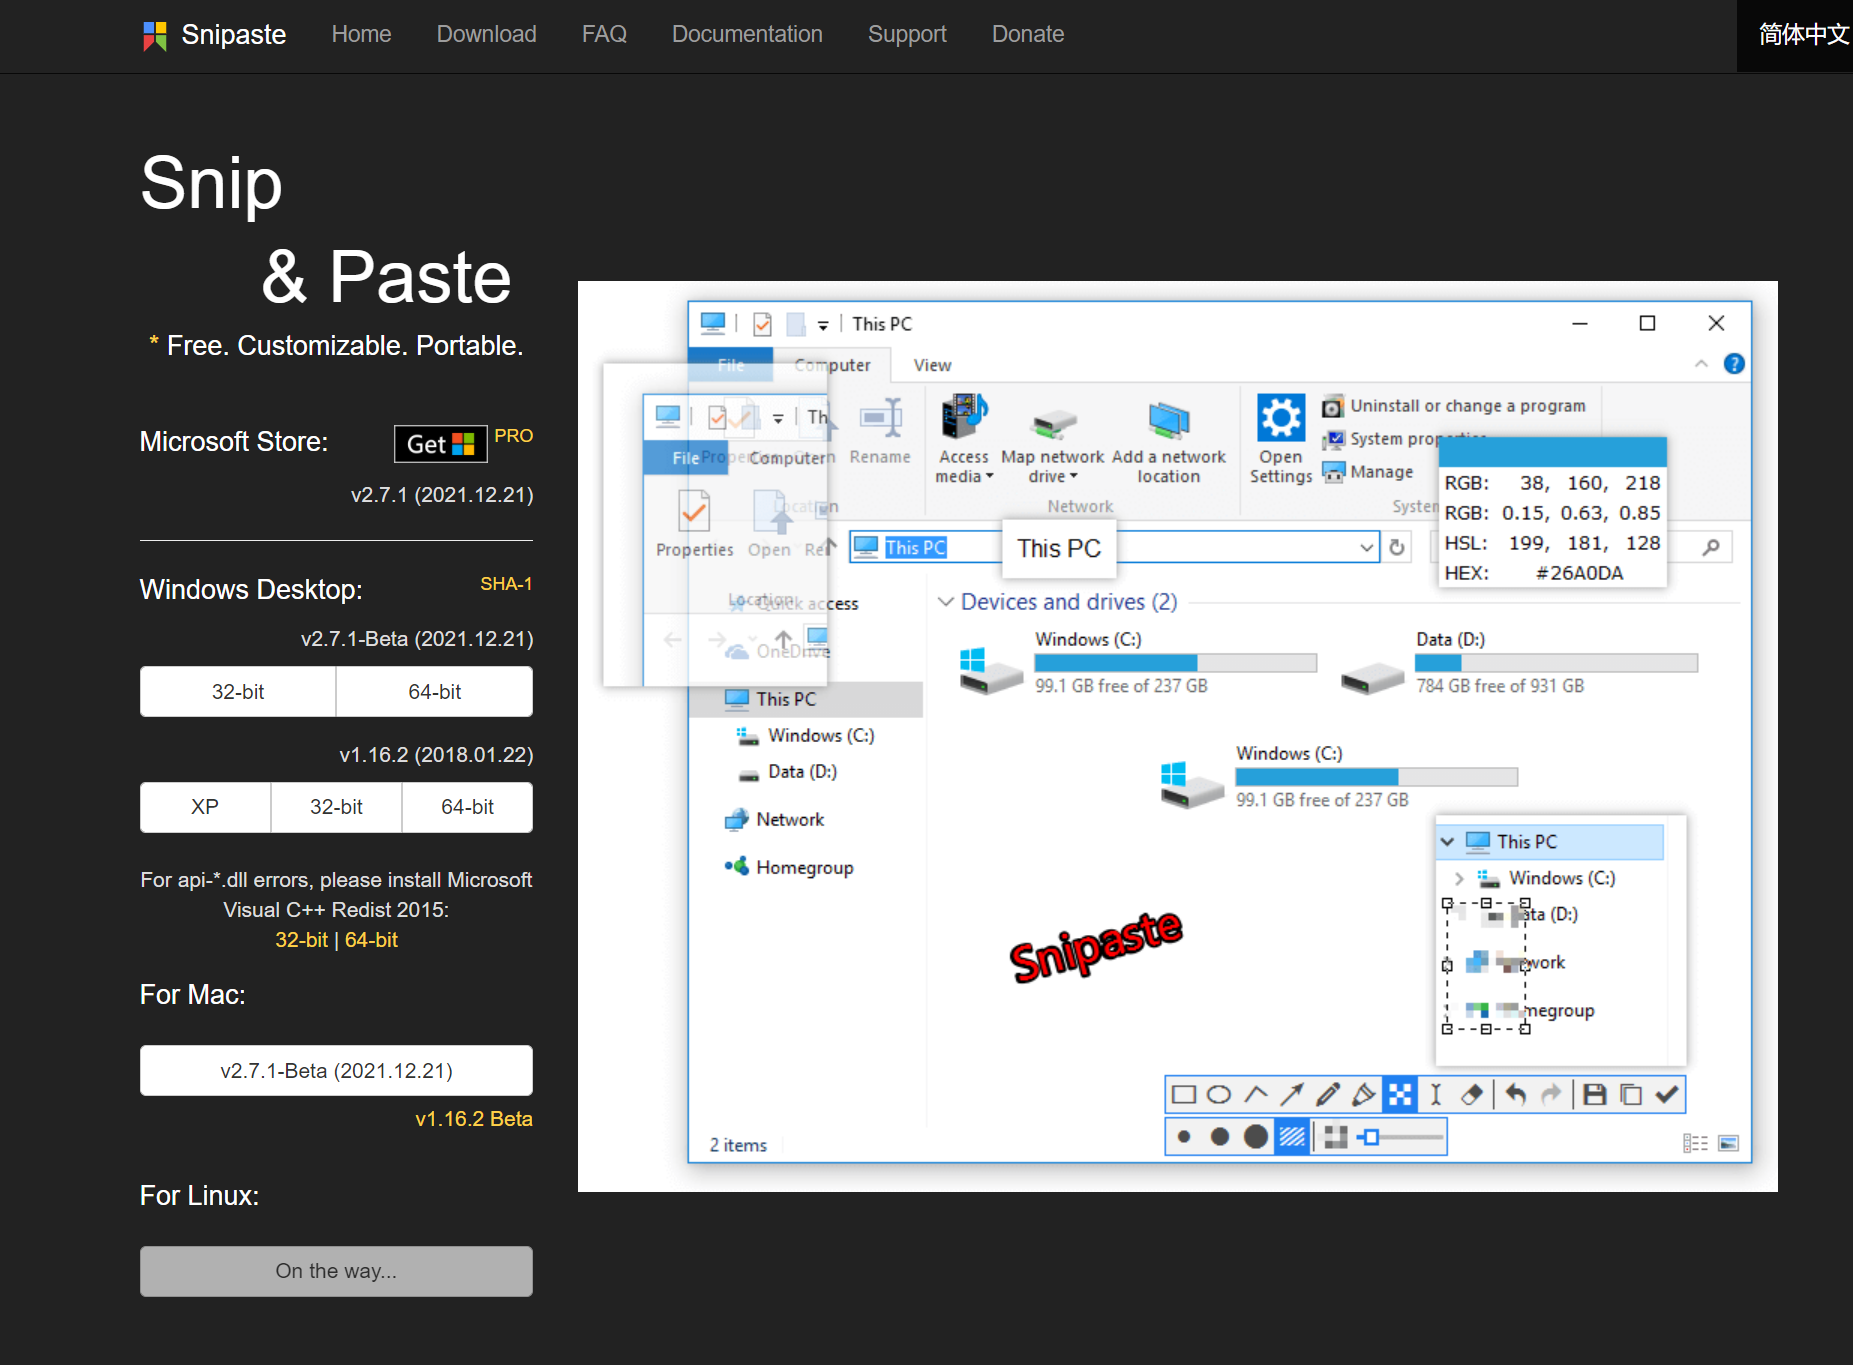 Snipaste Home Download FAQ Documentation Support Donate 简体中文
Snip
& Paste
* Free. Customizable. Portable.
Microsoft Store: Get PRO
v2.7.1 (2021.12.21)
Windows Desktop: SHA-1
v2.7.1-Beta (2021.12.21)
32-bit 64-bit
v1.16.2 (2018.01.22)
XP 32-bit 64-bit
For api-*.dll errors, please install Microsoft
Visual C++ Redist 2015:
32-bit | 64-bit
For Mac:
v2.7.1-Beta (2021.12.21)
v1.16.2 Beta
For Linux:
On the way...
This PC
File Computer View
Th
File Computer
Properties Open Re
Location
Rename
Access
media
Map network
drive
Add a network
location
Network
Open
Settings
Uninstall or change a program
System properties
Manage
System
RGB: 38, 160, 218
RGB: 0.15, 0.63, 0.85
HSL: 199, 181, 128
HEX: #26A0DA
This PC
This PC
Quick access
OneDrive
This PC
Windows (C:)
Data (D:)
Network
Homegroup
Devices and drives (2)
Windows (C:)
99.1 GB free of 237 GB
Data (D:)
784 GB free of 931 GB
Windows (C:)
99.1 GB free of 237 GB
Snipaste
This PC
Windows (C:)
ata (D:)
work
megroup
2 items